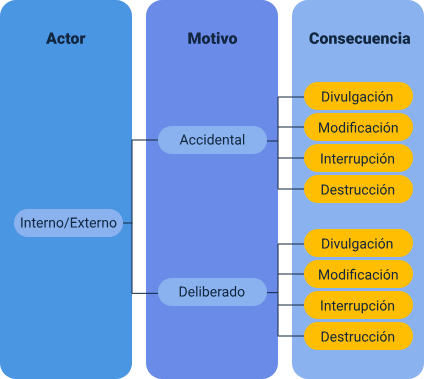 Actor
Motivo
Consecuencia
Interno/Externo
Accidental
Divulgación
Modificación
Interrupción
Destrucción
Deliberado
Divulgación
Modificación
Interrupción
Destrucción